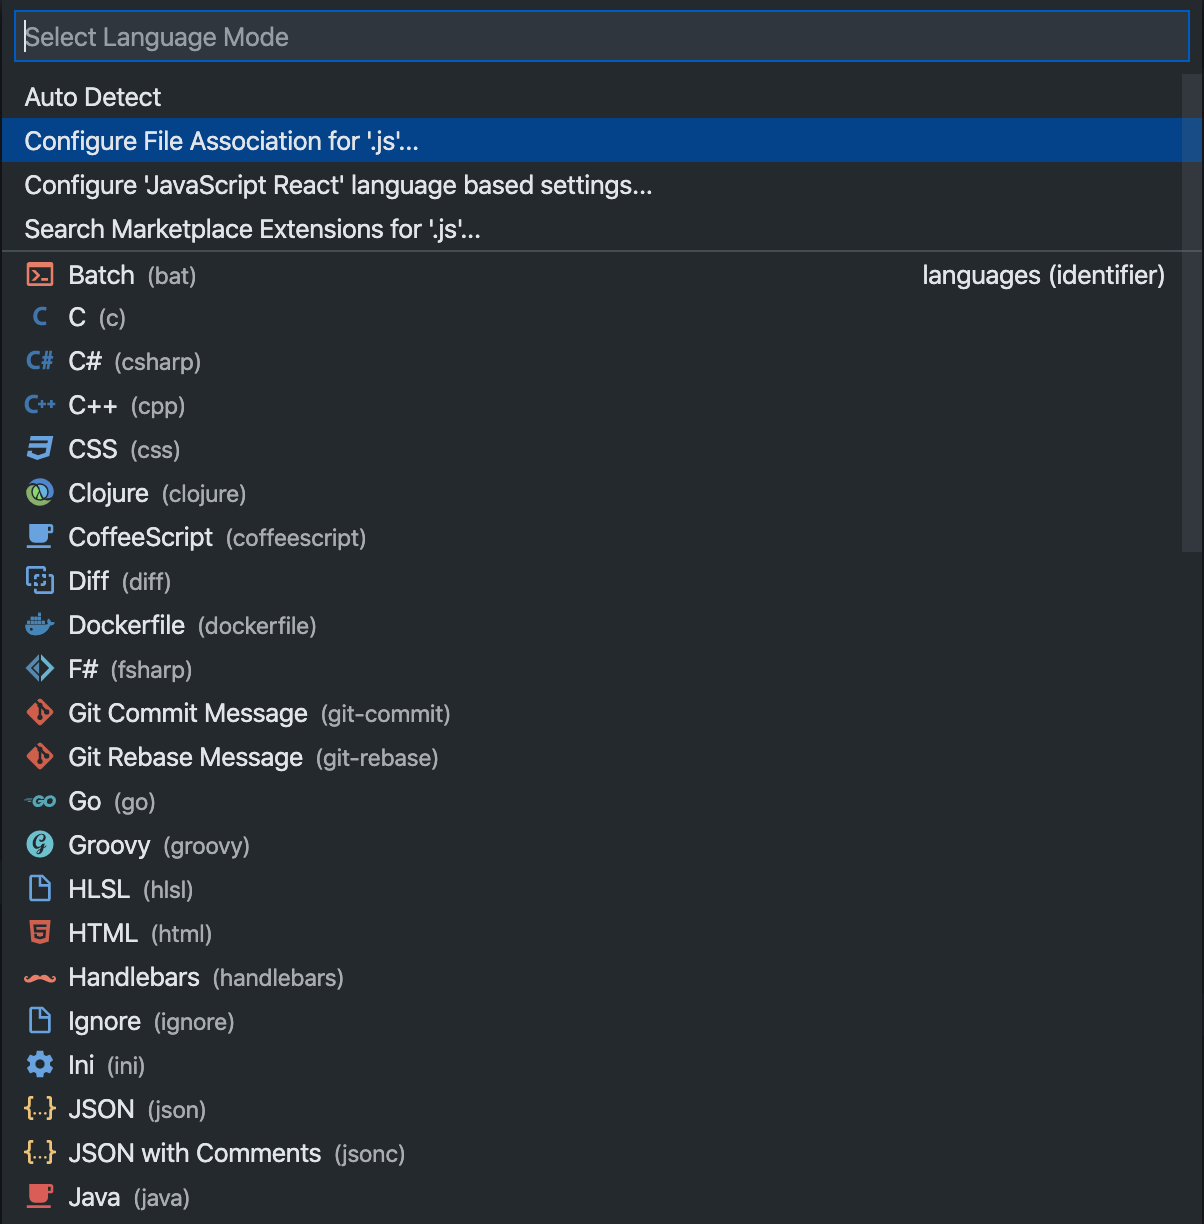 Select Language Mode
Auto Detect
Configure File Association for '.js'...
Configure 'JavaScript React' language based settings...
Search Marketplace Extensions for '.js'...
Batch (bat) languages (identifier)
C C (c)
C# C# (csharp)
C++ C++ (cpp)
CSS (css)
Clojure (clojure)
CoffeeScript (coffeescript)
Diff (diff)
Dockerfile (dockerfile)
F# (fsharp)
Git Commit Message (git-commit)
Git Rebase Message (git-rebase)
GO Go (go)
Groovy (groovy)
HLSL (hlsl)
HTML (html)
Handlebars (handlebars)
Ignore (ignore)
Ini (ini)
{...} JSON (json)
{...} JSON with Comments (jsonc)
Java (java)